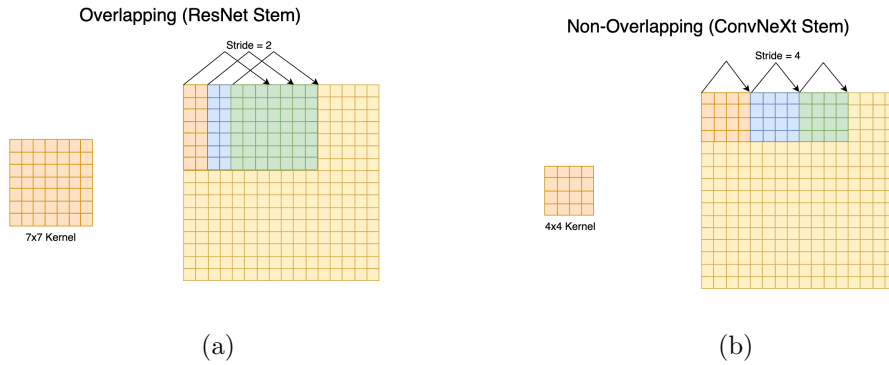 Overlapping (ResNet Stem)
Stride = 2
7x7 Kernel
(a)
Non-Overlapping (ConvNeXt Stem)
Stride = 4
4x4 Kernel
(b)